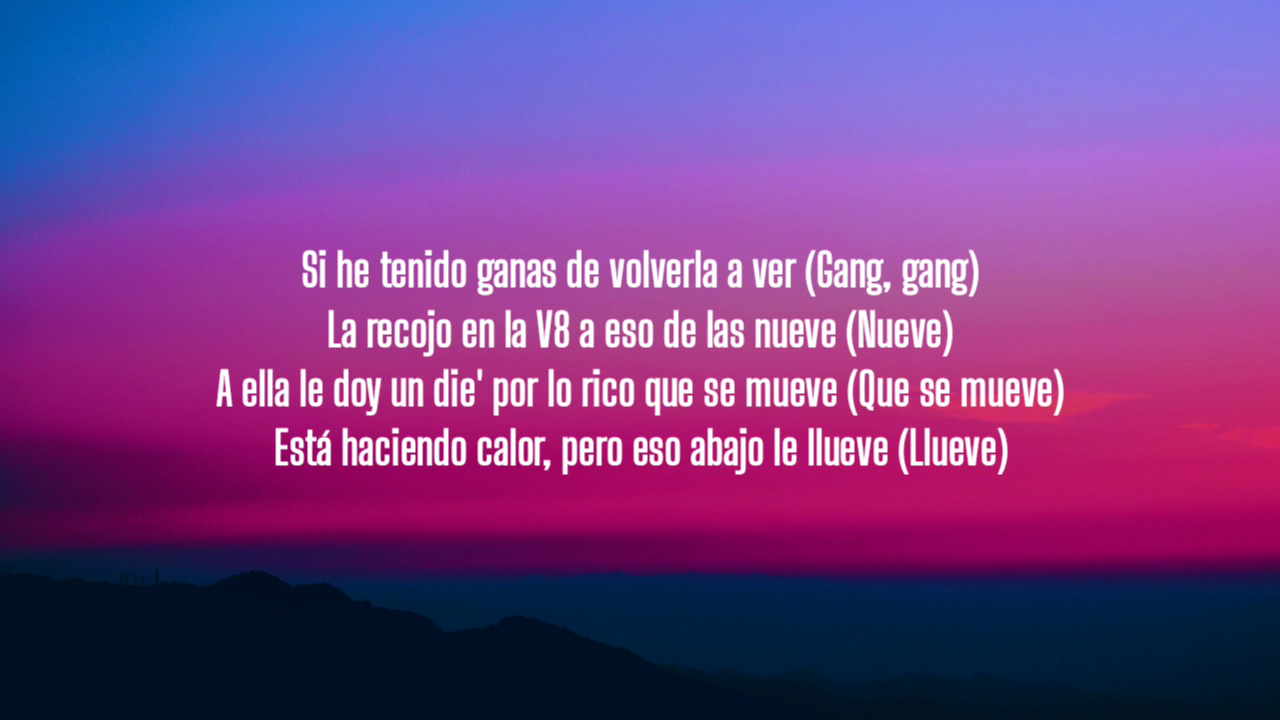 Si he tenido ganas de volverla a ver (Gang, gang)
La recojo en la V8 a eso de las nueve (Nueve)
A ella le doy un die' por lo rico que se mueve (Que se mueve)
Está haciendo calor, pero eso abajo le llueve (Llueve)